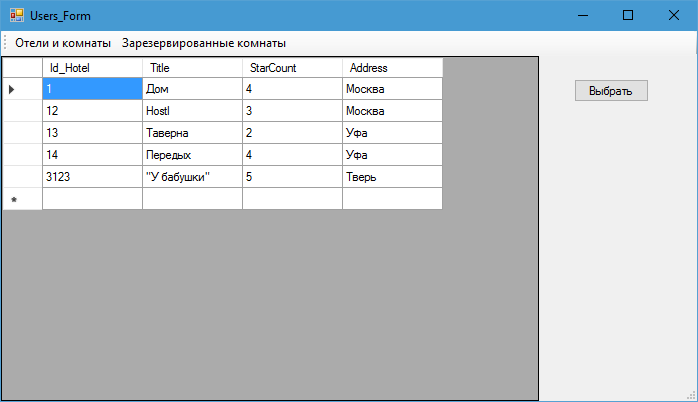 Users_Form
Отели и комнаты Зарезервированные комнаты
Id_Hotel Title StarCount Address
1 Дом 4 Москва
12 Hostl 3 Москва
13 Таверна 2 Уфа
14 Передых 4 Уфа
3123 "У бабушки" 5 Тверь
Выбрать